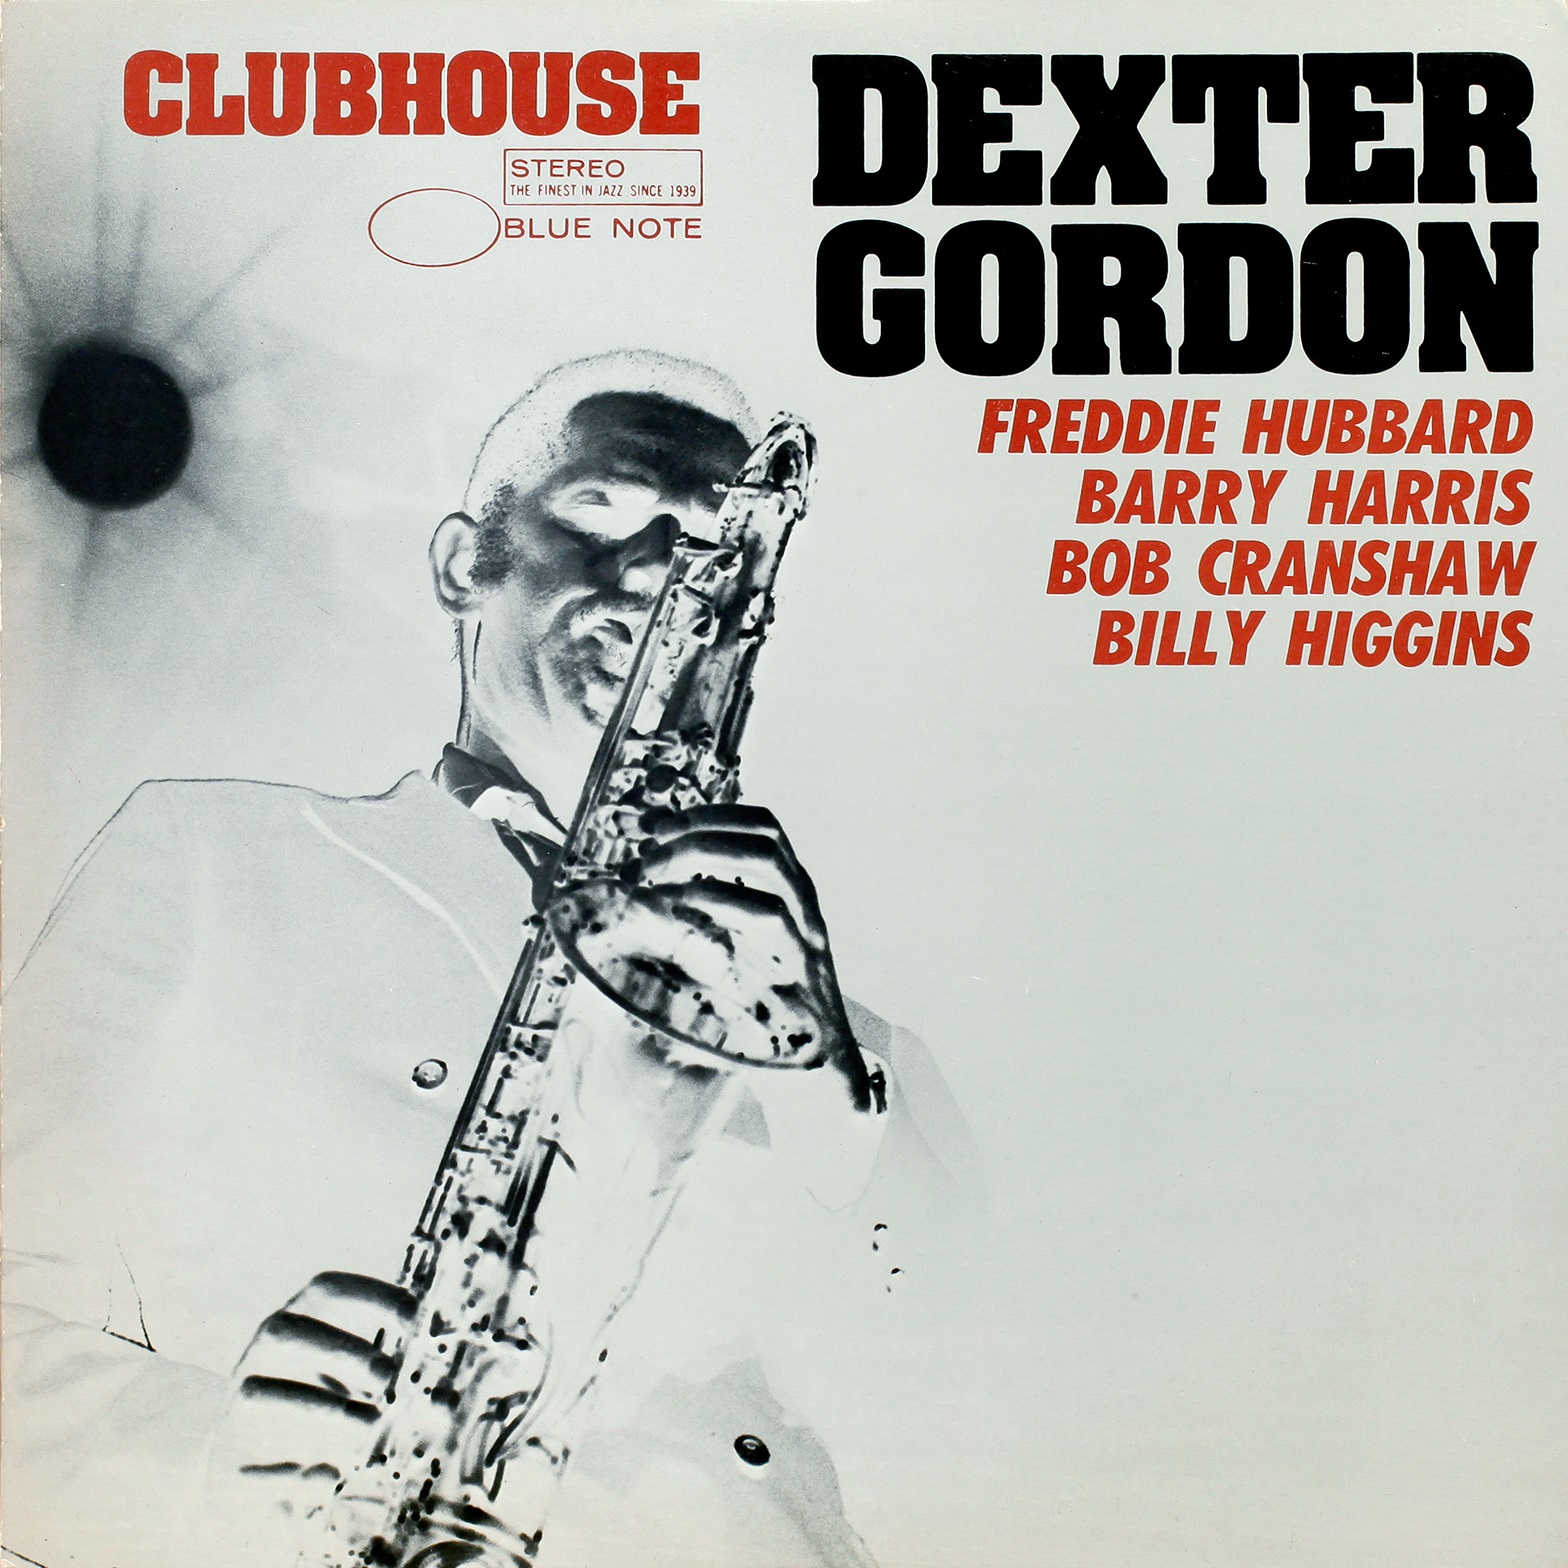 CLUBHOUSE
STEREO
THE FINEST IN JAZZ SINCE 1939
BLUE NOTE
DEXTER
GORDON
FREDDIE HUBBARD
BARRY HARRIS
BOB CRANSHAW
BILLY HIGGINS